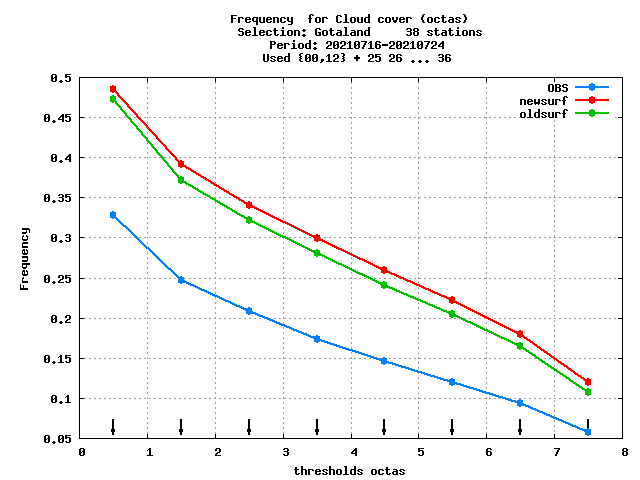 Frequency for Cloud cover (octas)
Selection: Gotaland 38 stations
Period: 20210716-20210724
Used {00,12} + 25 26 ... 36
OBS
newsurf
oldsurf
0.5
0.45
0.4
0.35
0.3
0.25
0.2
0.15
0.1
0.05
Frequency
0 1 2 3 4 5 6 7 8
thresholds octas